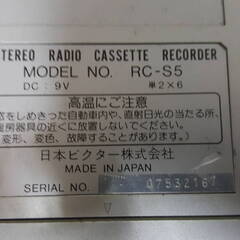 STEREO RADIO CASSETTE RECORDER
MODEL NO. RC-S5
DC : 9V 単2×6
高温にご注意
窓をしめきった自動車内や、直射日光の当たる所、
暖房器具の近くに放置しないでください。
変形、変色、故障することがあります。)
日本ビクター株式会社
MADE IN JAPAN
SERIAL NO. 07532167